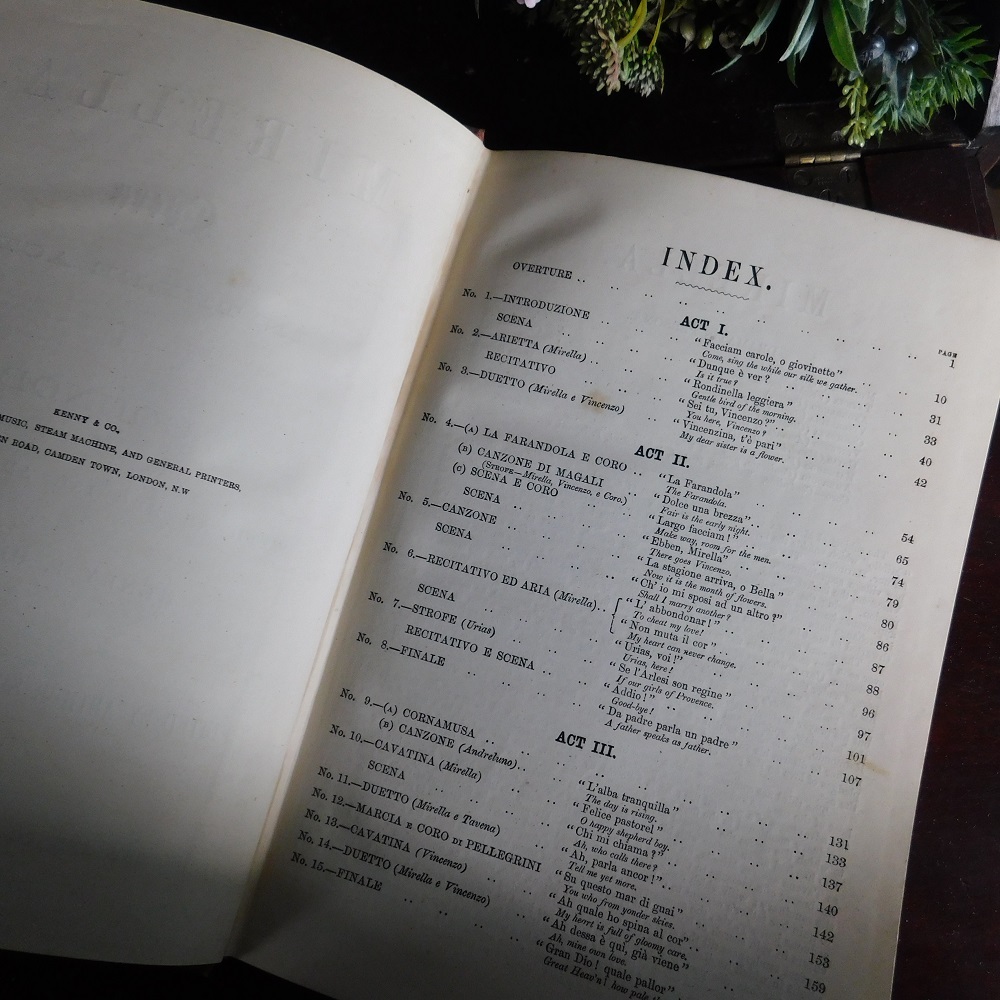 KENNY & CO.
MUSIC, STEAM MACHINE, AND GENERAL PRINTERS,
ROAD, CAMDEN TOWN, LONDON, N.W
INDEX.
PAGE
OVERTURE .. 1
ACT I.
No. 1.—INTRODUZIONE .. "Facciam carole, o giovinette" .. 10
Come, sing the while our silk we gather.
SCENA .. "Dunque è ver? .. 31
Is it true?
No. 2.—ARIETTA (Mirella) .. "Rondinella leggiera" .. 33
Gentle bird of the morning.
RECITATIVO .. "Sei tu, Vincenzo?" .. 40
You here, Vincenzo?
No. 3.—DUETTO (Mirella e Vincenzo) "Vincenzina, t'è pari" .. 42
My dear sister is a flower.
ACT II.
No. 4.—(A) LA FARANDOLA E CORO .. "La Farandola" .. 54
The Farandola.
(B) CANZONE DI MAGALI .. "Dolce una brezza" .. 65
(Strofe—Mirella, Vincenzo, e Coro.) Fair is the early night.
(C) SCENA E CORO .. "Largo facciam!" .. 74
Make way, room for the men.
SCENA .. "Ebben, Mirella" .. 79
There goes Vincenzo.
No. 5.—CANZONE .. "La stagione arriva, o Bella" .. 80
Now it is the month of flowers.
SCENA .. "Ch' io mi sposi ad un altro?" .. 86
Shall I marry another?
No. 6.—RECITATIVO ED ARIA (Mirella) .. "L' abbondonar!" .. 87
To cheat my love!
"Non muta il cor" .. 88
My heart can never change.
SCENA .. "Urias, voi!" .. 96
Urias, here!
No. 7.—STROFE (Urias) .. "Se l'Arlesi son regine" .. 97
If our girls of Provence.
RECITATIVO E SCENA .. "Addio!" .. 101
Good-bye!
No. 8.—FINALE .. "Da padre parla un padre" .. 107
A father speaks as father.
ACT III.
No. 9.—(A) CORNAMUSA .. "L'alba tranquilla" .. 131
The day is rising.
(B) CANZONE (Andreluno) .. "Felice pastorel" .. 133
O happy shepherd boy.
No. 10.—CAVATINA (Mirella) "Chi mi chiama?" .. 137
Ah, who calls there?
SCENA .. "Ah, parla ancor!" .. 140
Tell me yet more.
No. 11.—DUETTO (Mirella e Tavena) "Su questo mar di guai" .. 142
You who from yonder skies.
No. 12.—MARCIA E CORO DI PELLEGRINI "Ah quale ho spina al cor" .. 153
My heart is full of gloomy care.
No. 13.—CAVATINA (Vincenzo) .. "Ah dessa è qui, già viene" 159
Ah, mine own love.
No. 14.—DUETTO (Mirella e Vincenzo) .. "Gran Dio! quale pallor"
Great Heav'n! how pale
No. 15.—FINALE ..